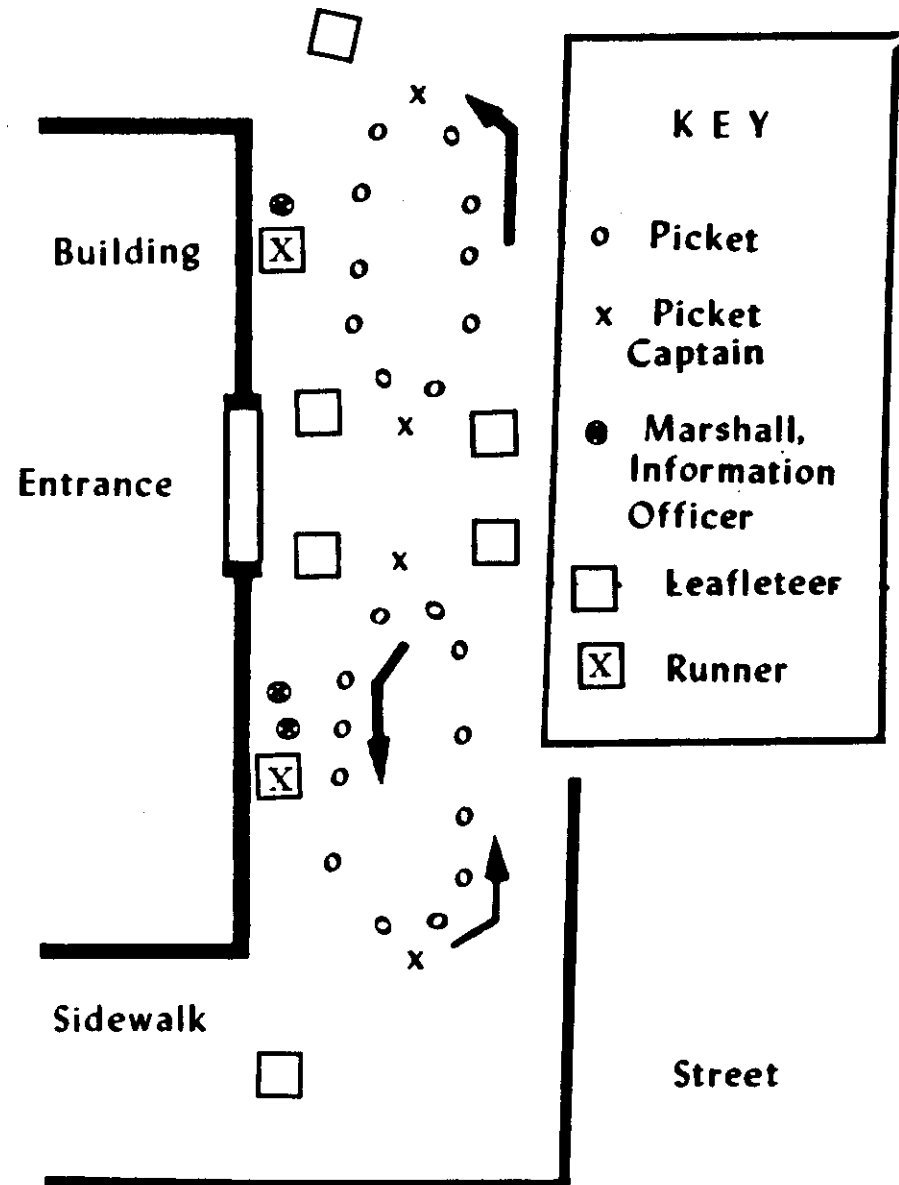 KEY
Picket
Picket
Captain
Marshall,
Information
Officer
Leafleteer
Runner
Building
Entrance
Sidewalk
Street
x
X
x
x
X
x
x
X